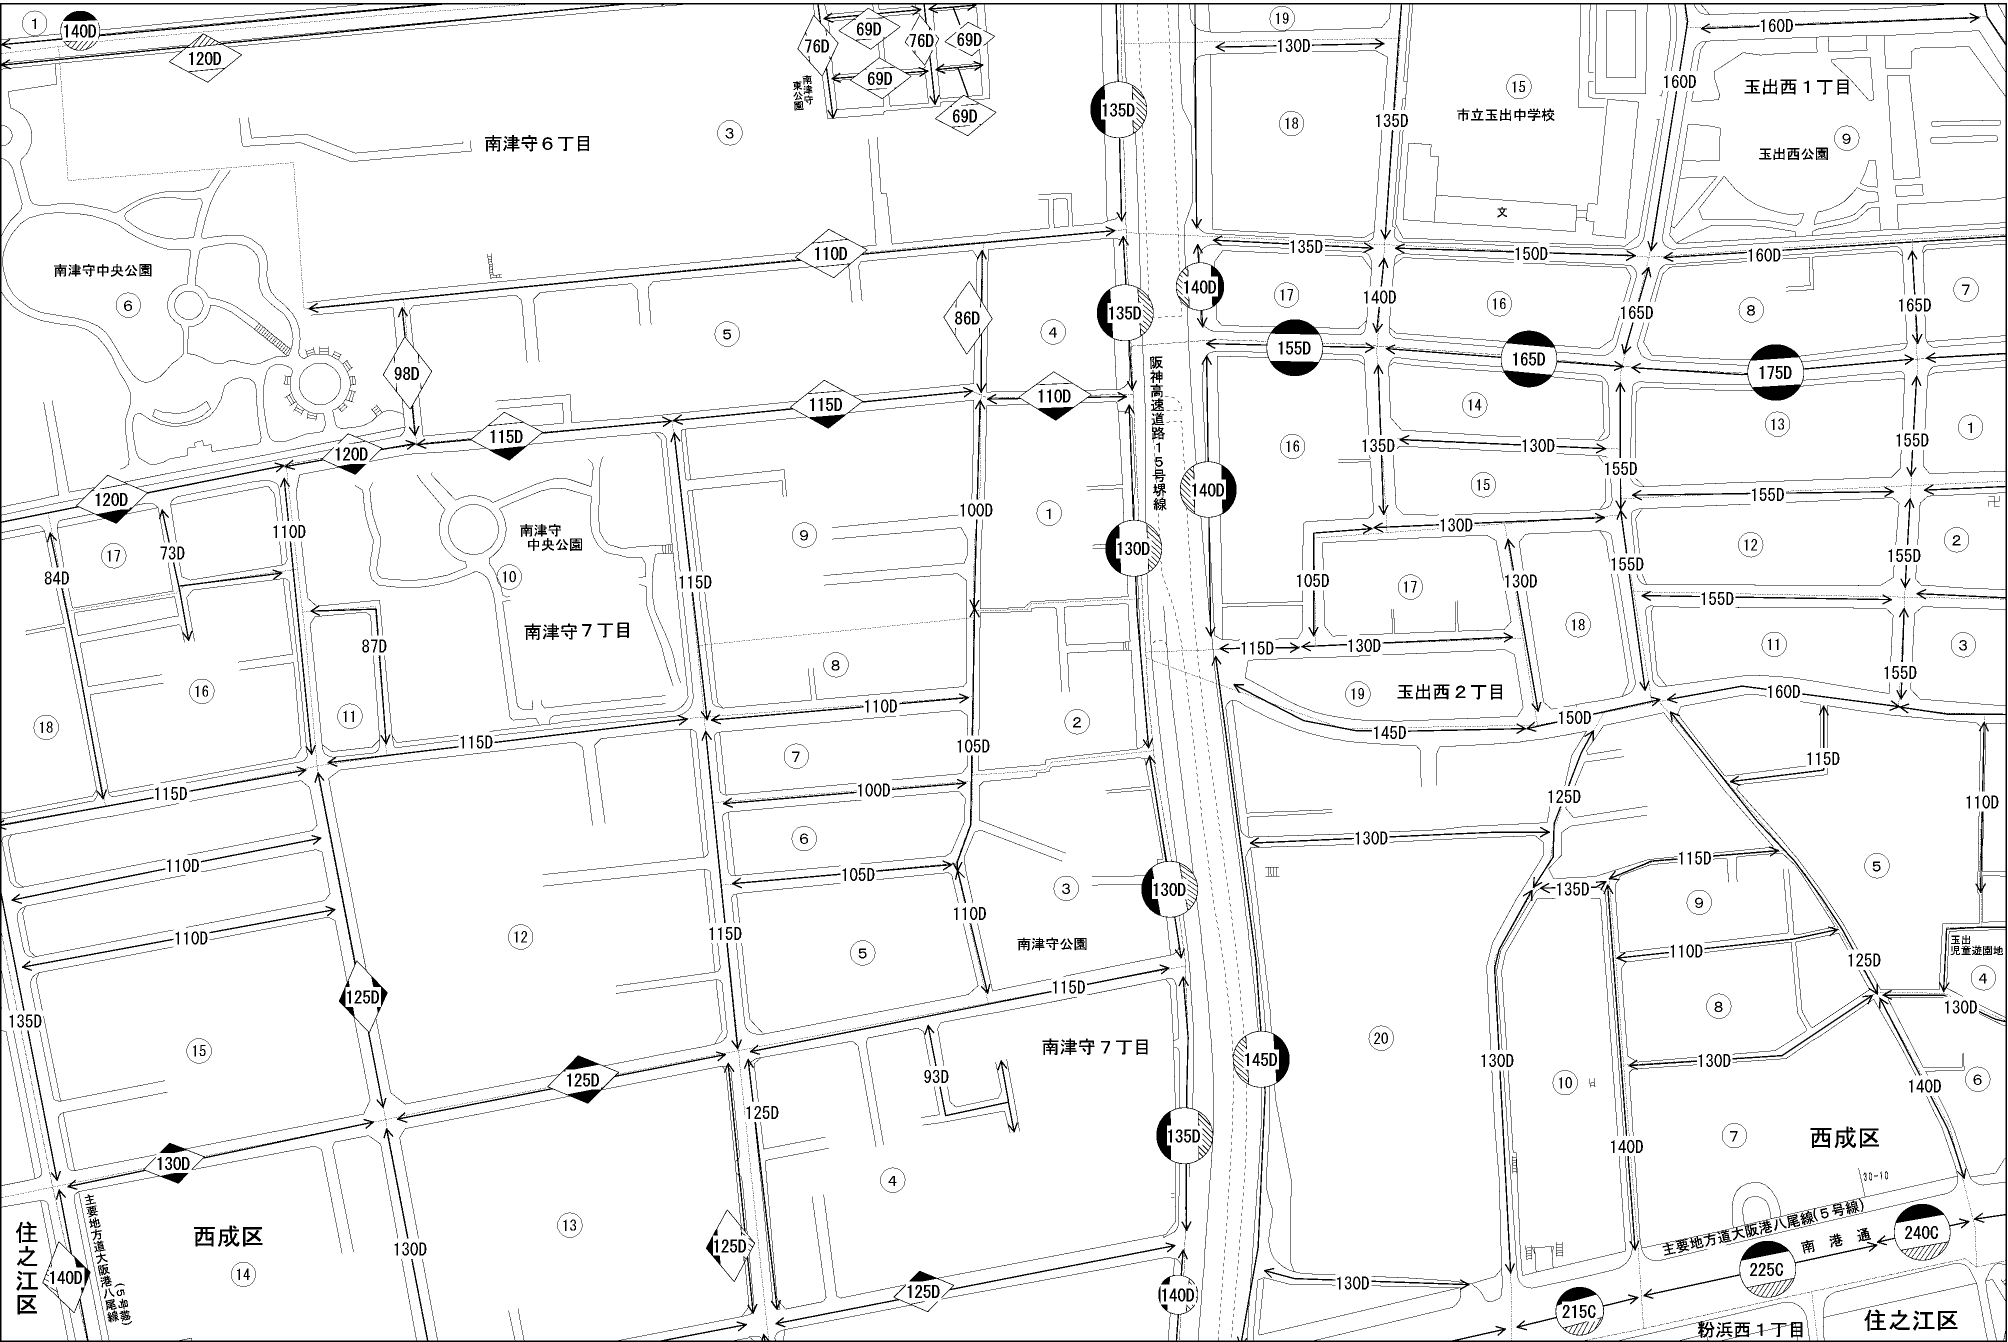 ①
140D
120D
76D
69D
76D
69D
69D
69D
南津守
東公園
③
南津守6丁目
135D
⑲
130D
⑱
135D
⑮
市立玉出中学校
文
160D
160D
玉出西1丁目
⑨
玉出西公園
南津守中央公園
⑥
110D
⑤
86D
④
135D
140D
135D
150D
160D
⑰
140D
⑯
165D
⑧
165D
⑦
98D
115D
110D
155D
165D
175D
阪神高速道路15号堺線
120D
115D
120D
⑭
135D
130D
⑬
155D
①
⑯
155D
⑮
155D
140D
130D
110D
100D
①
⑨
南津守
中央公園
⑩
⑰
73D
84D
130D
115D
105D
⑰
130D
⑫
155D
②
155D
155D
⑱
⑪
③
155D
87D
南津守7丁目
⑧
⑯
⑪
⑱
115D
130D
⑲
玉出西2丁目
160D
150D
145D
110D
②
105D
115D
⑦
115D
100D
115D
125D
110D
⑥
130D
110D
105D
115D
⑤
135D
③
130D
110D
⑨
110D
⑫
115D
⑤
南津守公園
110D
玉出
児童遊園地
④
125D
125D
115D
130D
⑧
135D
⑮
南津守7丁目
145D
⑳
130D
130D
⑩
140D
⑥
125D
93D
125D
135D
140D
⑦
西成区
130D
④
30-10
主要地方道大阪港八尾線(5号線)
南港通
240C
住之江区
140D
主要地方道大阪港八尾線
(5号線)
西成区
⑭
130D
⑬
125D
125D
140D
130D
225C
215C
粉浜西1丁目
住之江区